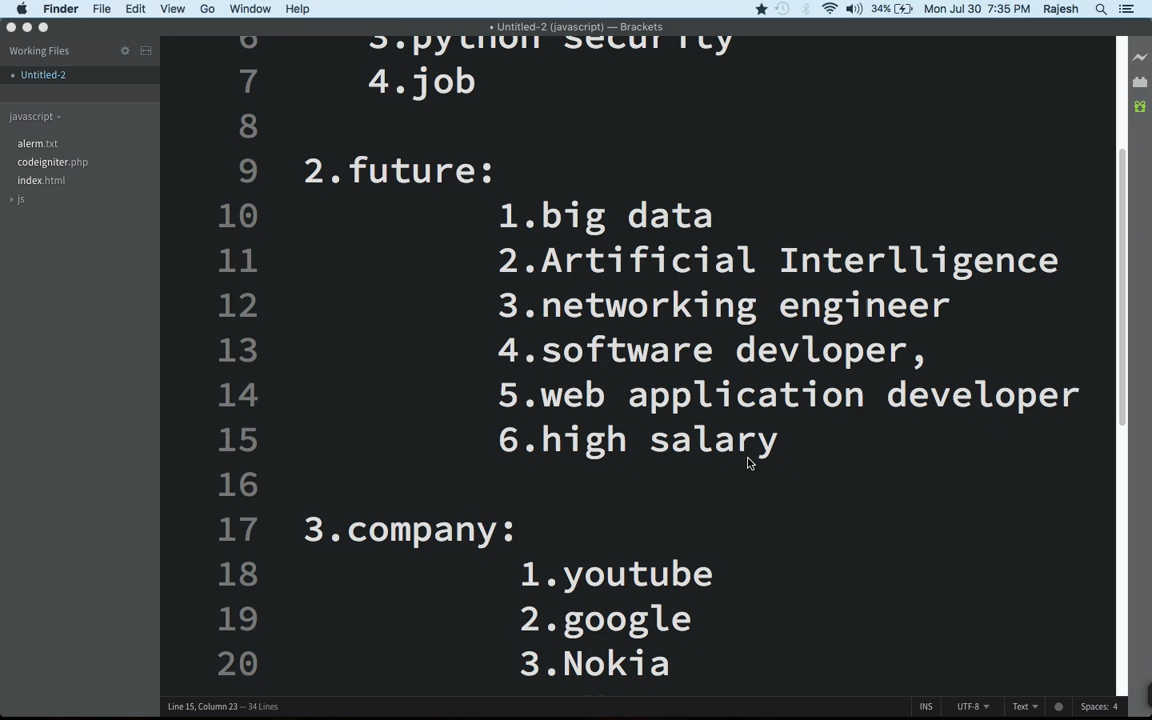 Finder File Edit View Go Window Help 34% Mon Jul 30 7:35 PM Rajesh
• Untitled-2 (javascript) — Brackets
Working Files
• Untitled-2
javascript
alerm.txt
codeigniter.php
index.html
js
6 3.python security
7 4.job
8
9 2.future:
10 1.big data
11 2.Artificial Interlligence
12 3.networking engineer
13 4.software devloper,
14 5.web application developer
15 6.high salary
16
17 3.company:
18 1.youtube
19 2.google
20 3.Nokia
Line 15, Column 23 — 34 Lines INS UTF-8 Text Spaces: 4